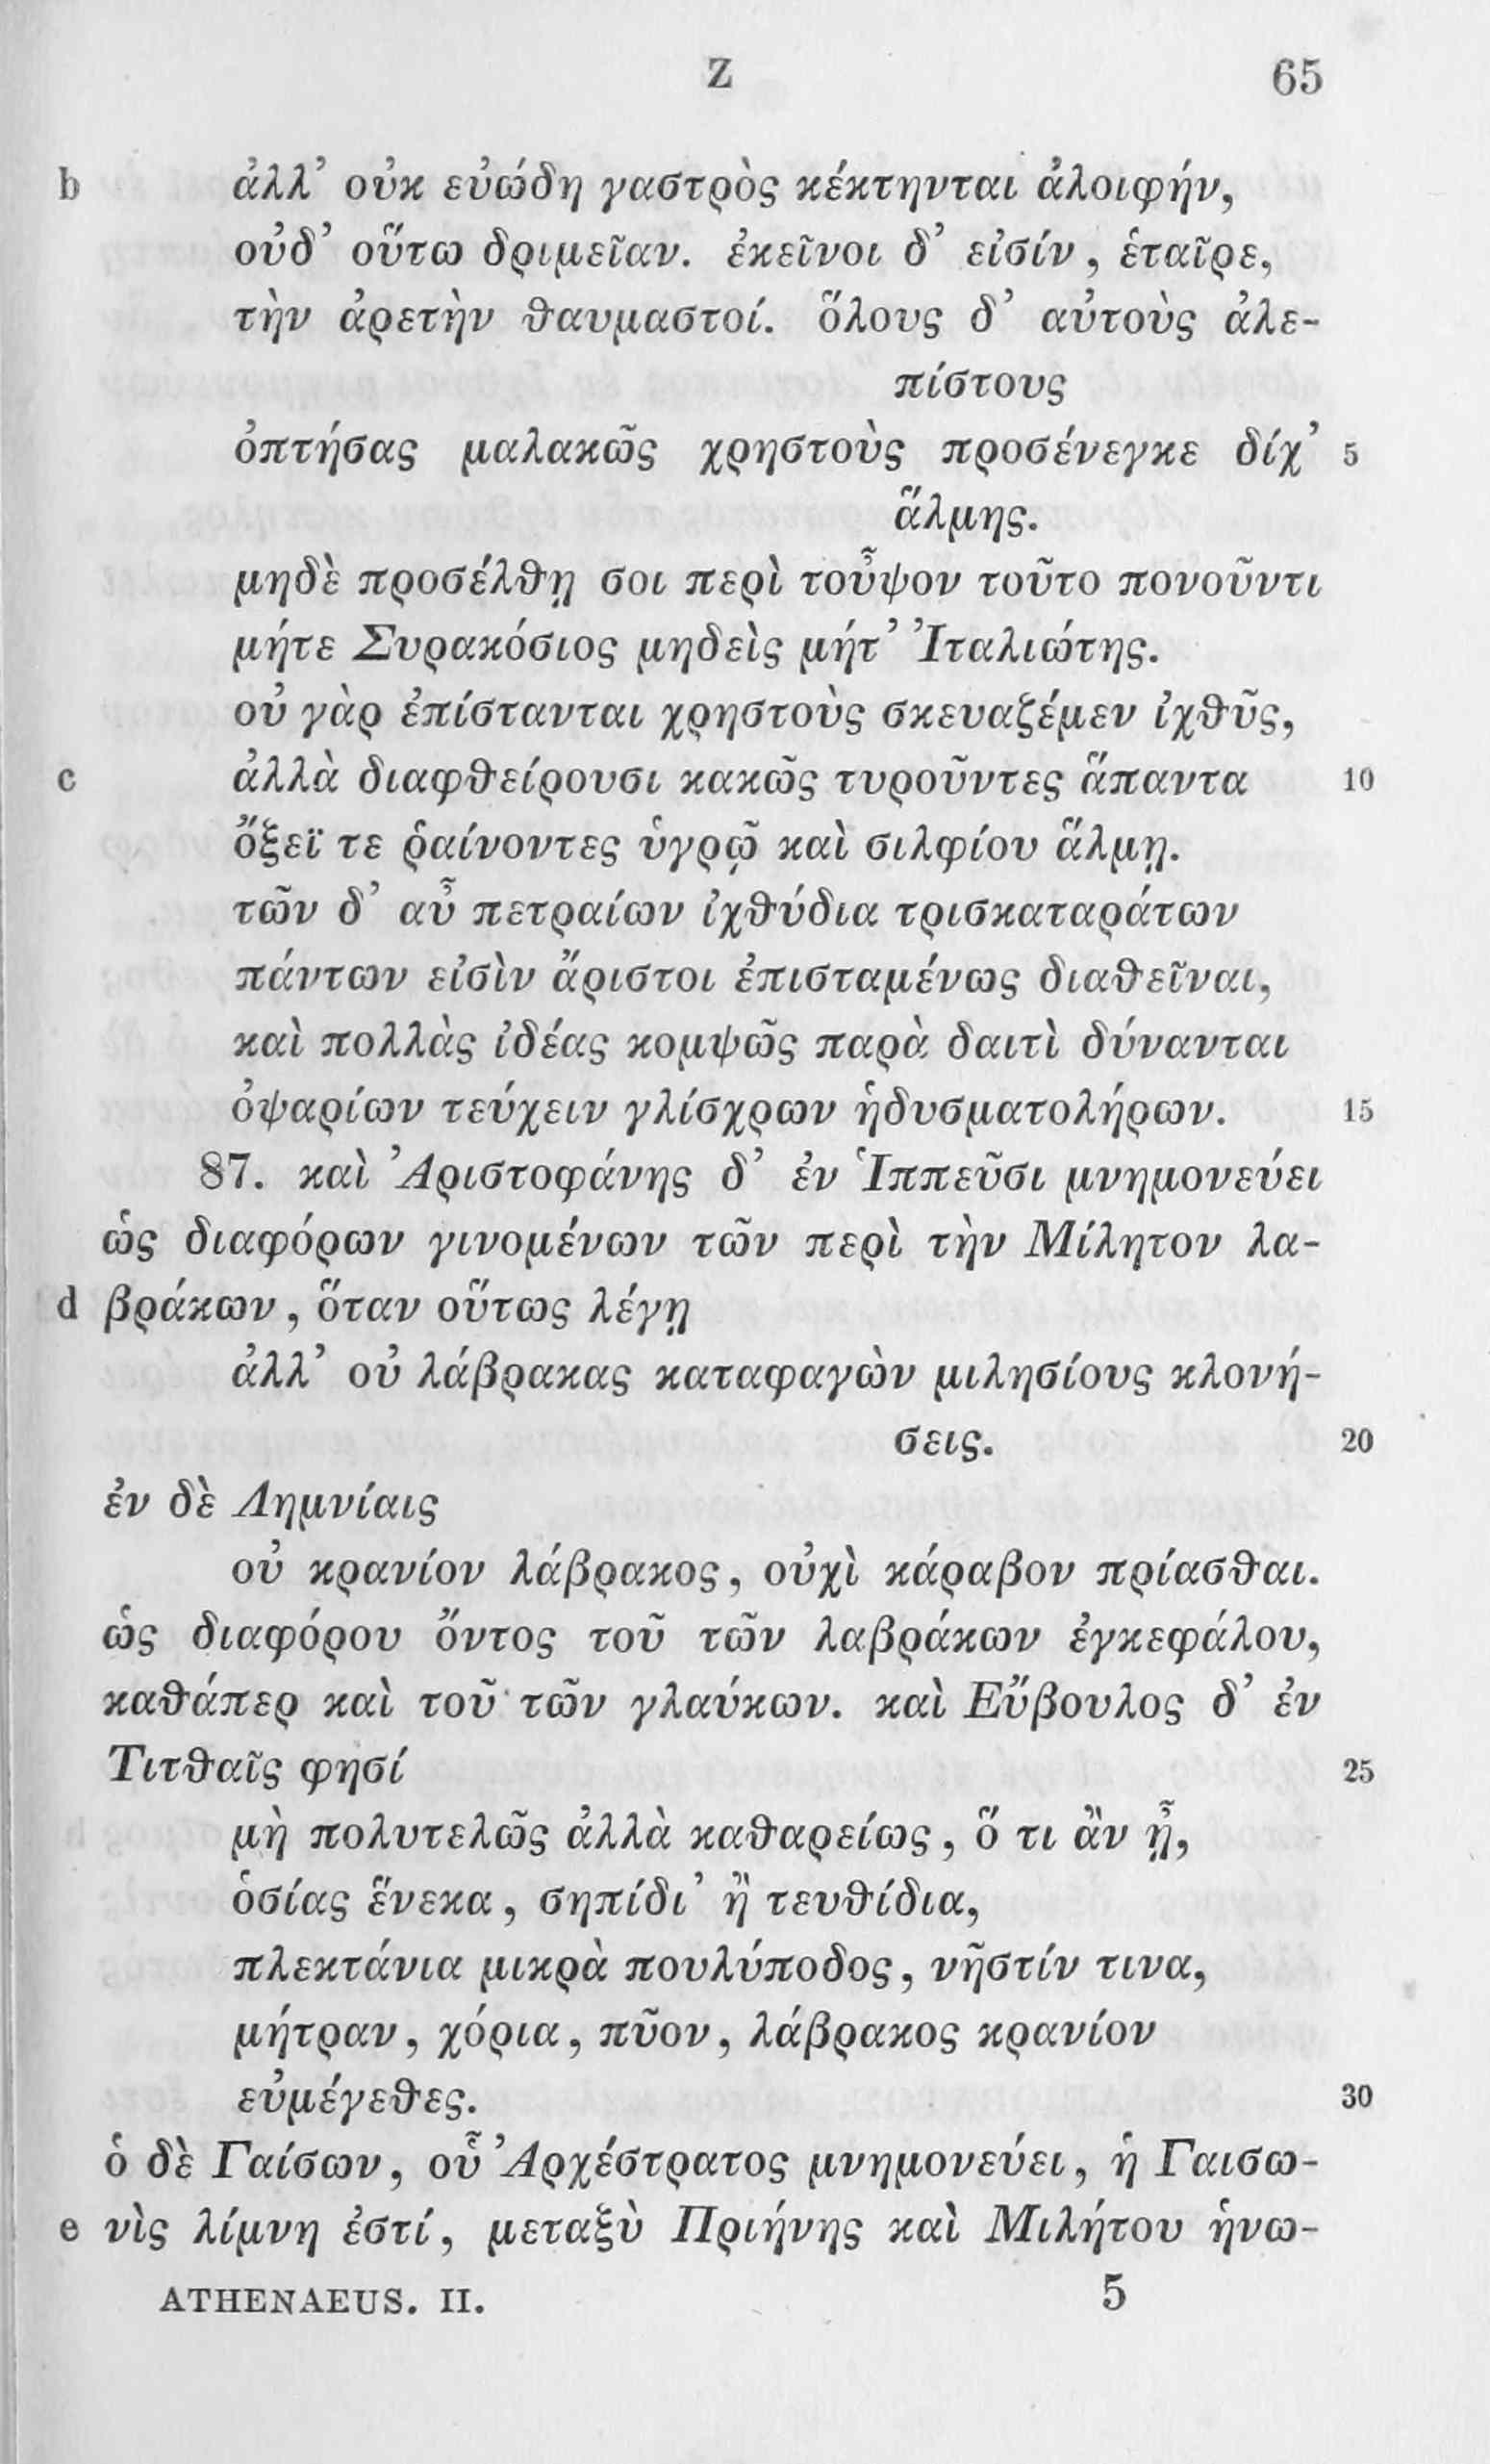 Z 65
b ἀλλ’ οὐκ εὐώδη γαστρὸς κέκτηνται ἀλοιφήν,
οὐδ’ οὕτω δριμεῖαν. ἐκεῖνοι δ’ εἰσίν, ἑταῖρε,
τὴν ἀρετὴν θαυμαστοί. ὅλους δ’ αὐτοὺς ἀλε-
πίστους
ὀπτήσας μαλακῶς χρηστοὺς προσένεγκε δίχ’ 5
ἅλμης.
μηδὲ προσέλθῃ σοι περὶ τοὖψον τοῦτο πονοῦντι
μήτε Συρακόσιος μηδεὶς μήτ’ Ἰταλιώτης.
οὐ γὰρ ἐπίστανται χρηστοὺς σκευαζέμεν ἰχθῦς,
c ἀλλὰ διαφθείρουσι κακῶς τυροῦντες ἅπαντα 10
ὄξεϊ τε ῥαίνοντες ὑγρῷ καὶ σιλφίου ἅλμῃ.
τῶν δ’ αὖ πετραίων ἰχθύδια τρισκαταράτων
πάντων εἰσὶν ἄριστοι ἐπισταμένως διαθεῖναι,
καὶ πολλὰς ἰδέας κομψῶς παρὰ δαιτὶ δύνανται
ὀψαρίων τεύχειν γλίσχρων ἡδυσματολήρων. 15
87. καὶ Ἀριστοφάνης δ’ ἐν Ἱππεῦσι μνημονεύει
ὡς διαφόρων γινομένων τῶν περὶ τὴν Μίλητον λα-
d βράκων, ὅταν οὕτως λέγῃ
ἀλλ’ οὐ λάβρακας καταφαγὼν μιλησίους κλονή-
σεις. 20
ἐν δὲ Λημνίαις
οὐ κρανίον λάβρακος, οὐχὶ κάραβον πρίασθαι.
ὡς διαφόρου ὄντος τοῦ τῶν λαβράκων ἐγκεφάλου,
καθάπερ καὶ τοῦ τῶν γλαύκων. καὶ Εὔβουλος δ’ ἐν
Τιτθαῖς φησί 25
μὴ πολυτελῶς ἀλλὰ καθαρείως, ὅ τι ἂν ᾖ,
ὁσίας ἕνεκα, σηπίδι’ ἢ τευθίδια,
πλεκτάνια μικρὰ πουλύποδος, νῆστίν τινα,
μήτραν, χόρια, πῦον, λάβρακος κρανίον
εὐμέγεθες. 30
ὁ δὲ Γαίσων, οὗ Ἀρχέστρατος μνημονεύει, ἡ Γαισω-
e νὶς λίμνη ἐστί, μεταξὺ Πριήνης καὶ Μιλήτου ἡνω-
ATHENAEUS. II. 5